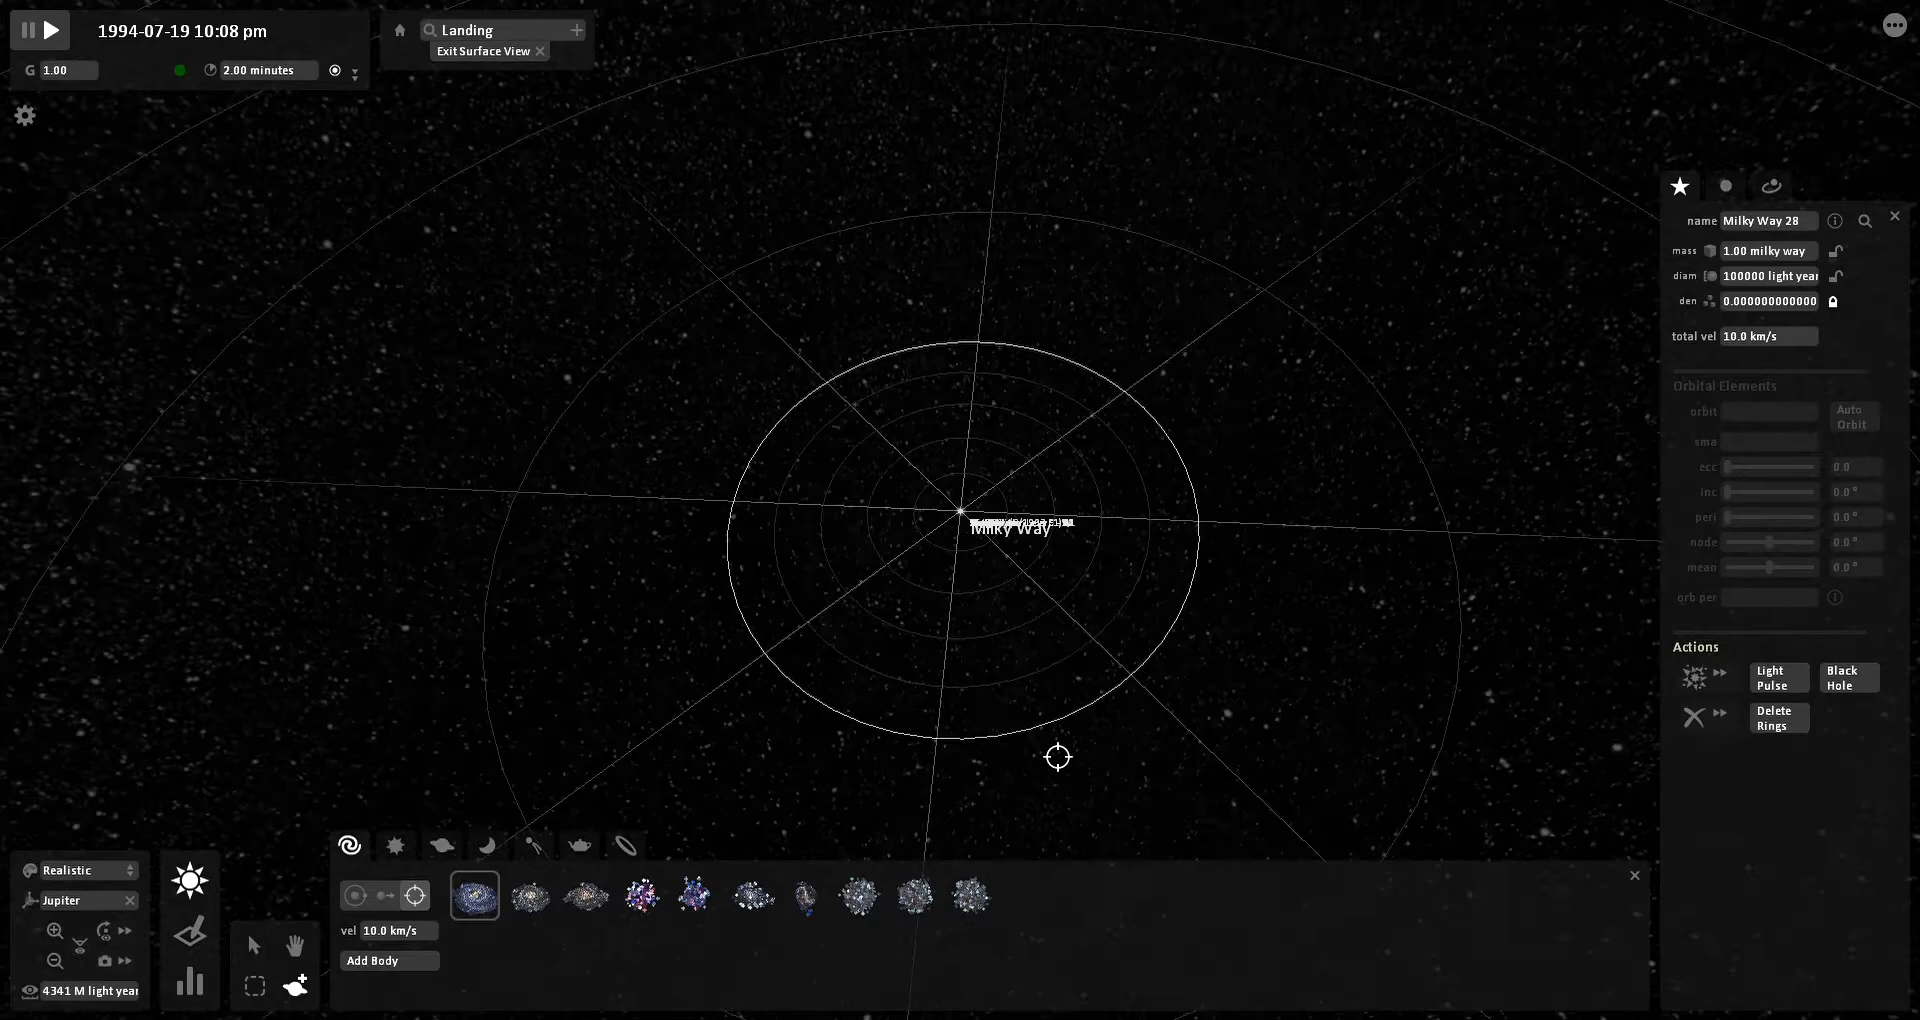 1994-07-19 10:08 pm
G 1.00
2.00 minutes
Landing
Exit Surface View
name Milky Way 28
mass 1.00 milky way
diam 100000 light year
den 0.000000000000
total vel 10.0 km/s
Orbital Elements
orbit
Auto Orbit
sma
ecc 0.0
inc 0.0°
peri 0.0°
node 0.0°
mean 0.0°
orb per
Actions
Light Pulse
Black Hole
Delete Rings
Milky Way
Realistic
Jupiter
4341 M light year
vel 10.0 km/s
Add Body